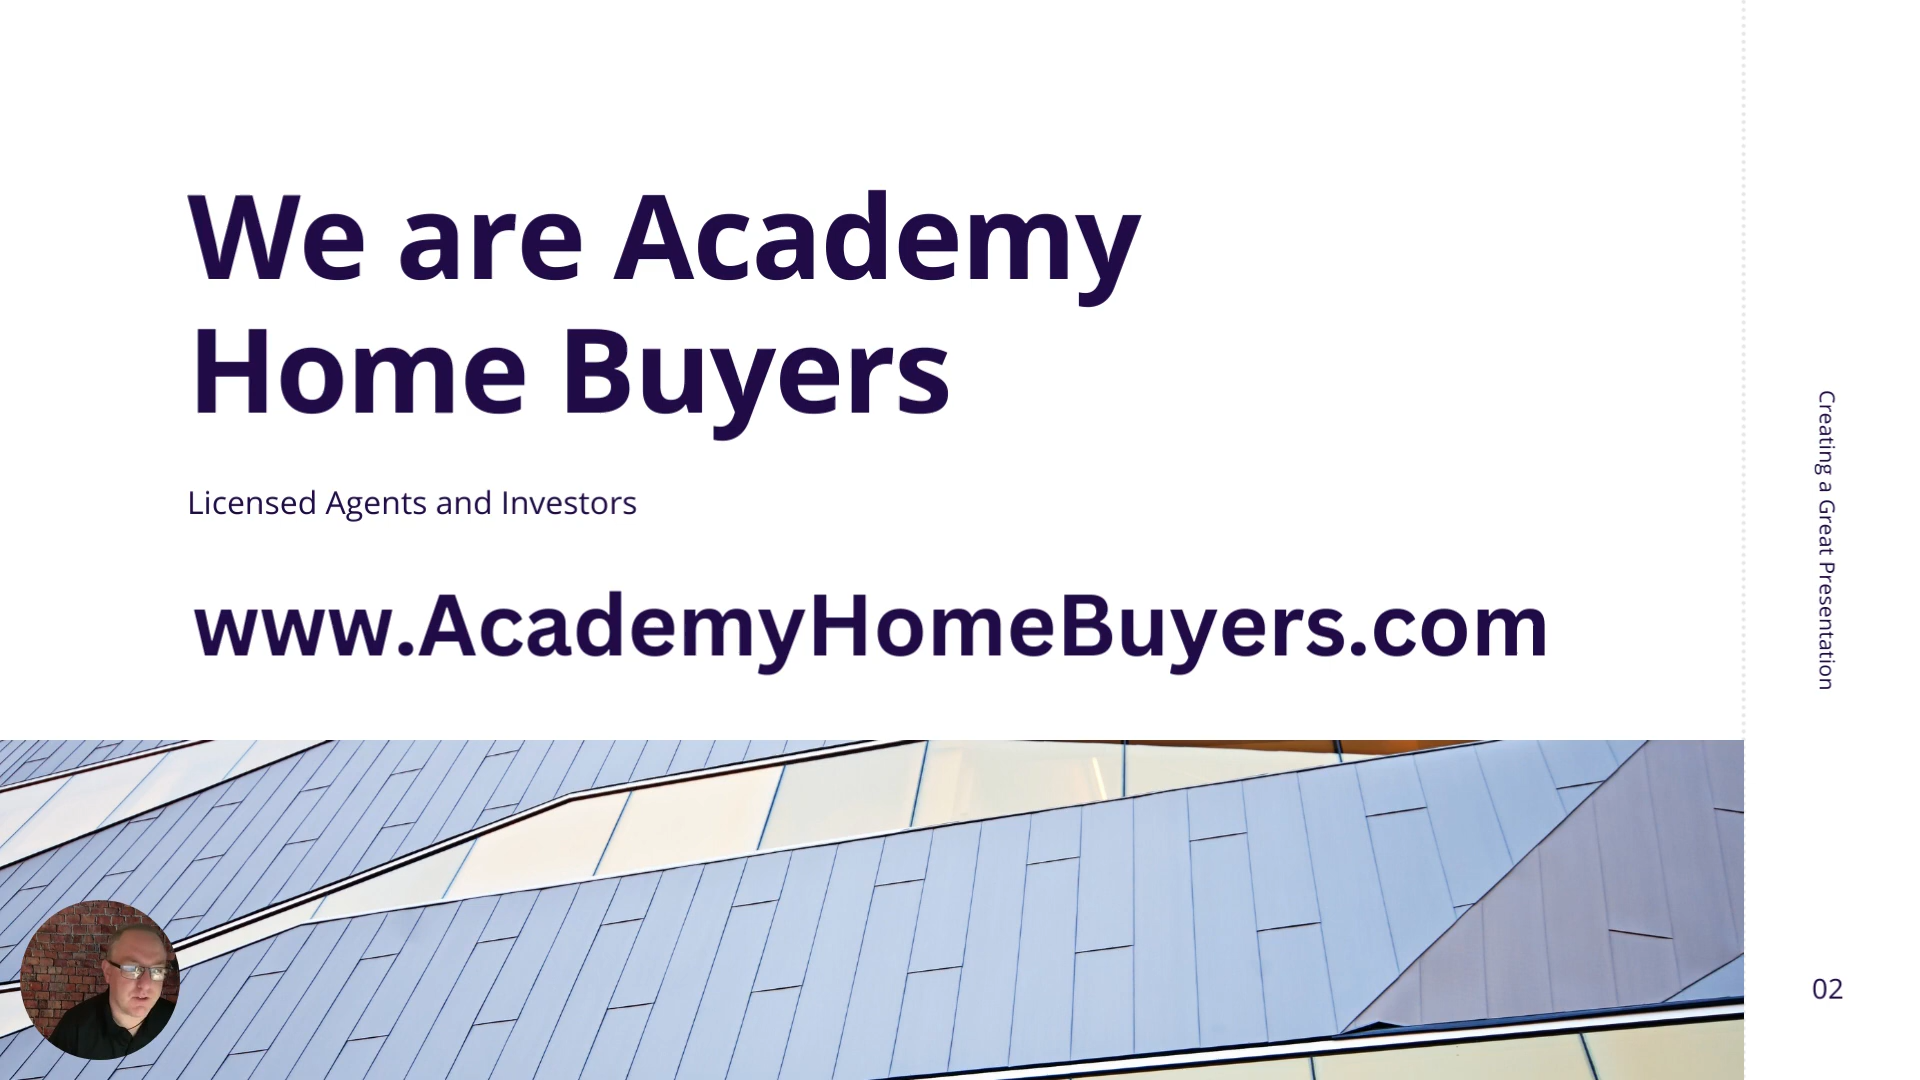 We are Academy
Home Buyers
Licensed Agents and Investors
www.AcademyHomeBuyers.com
Creating a Great Presentation
02